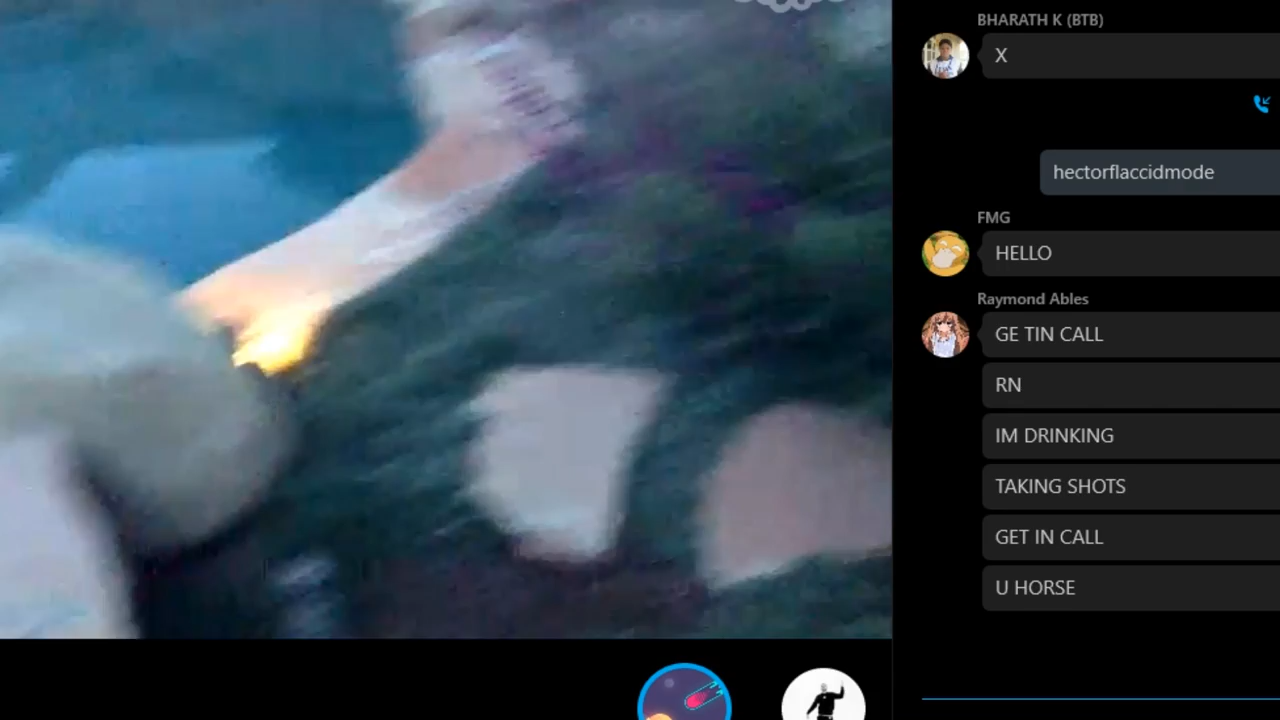 BHARATH K (BTB)
X
hectorflaccidmode
FMG
HELLO
Raymond Ables
GE TIN CALL
RN
IM DRINKING
TAKING SHOTS
GET IN CALL
U HORSE